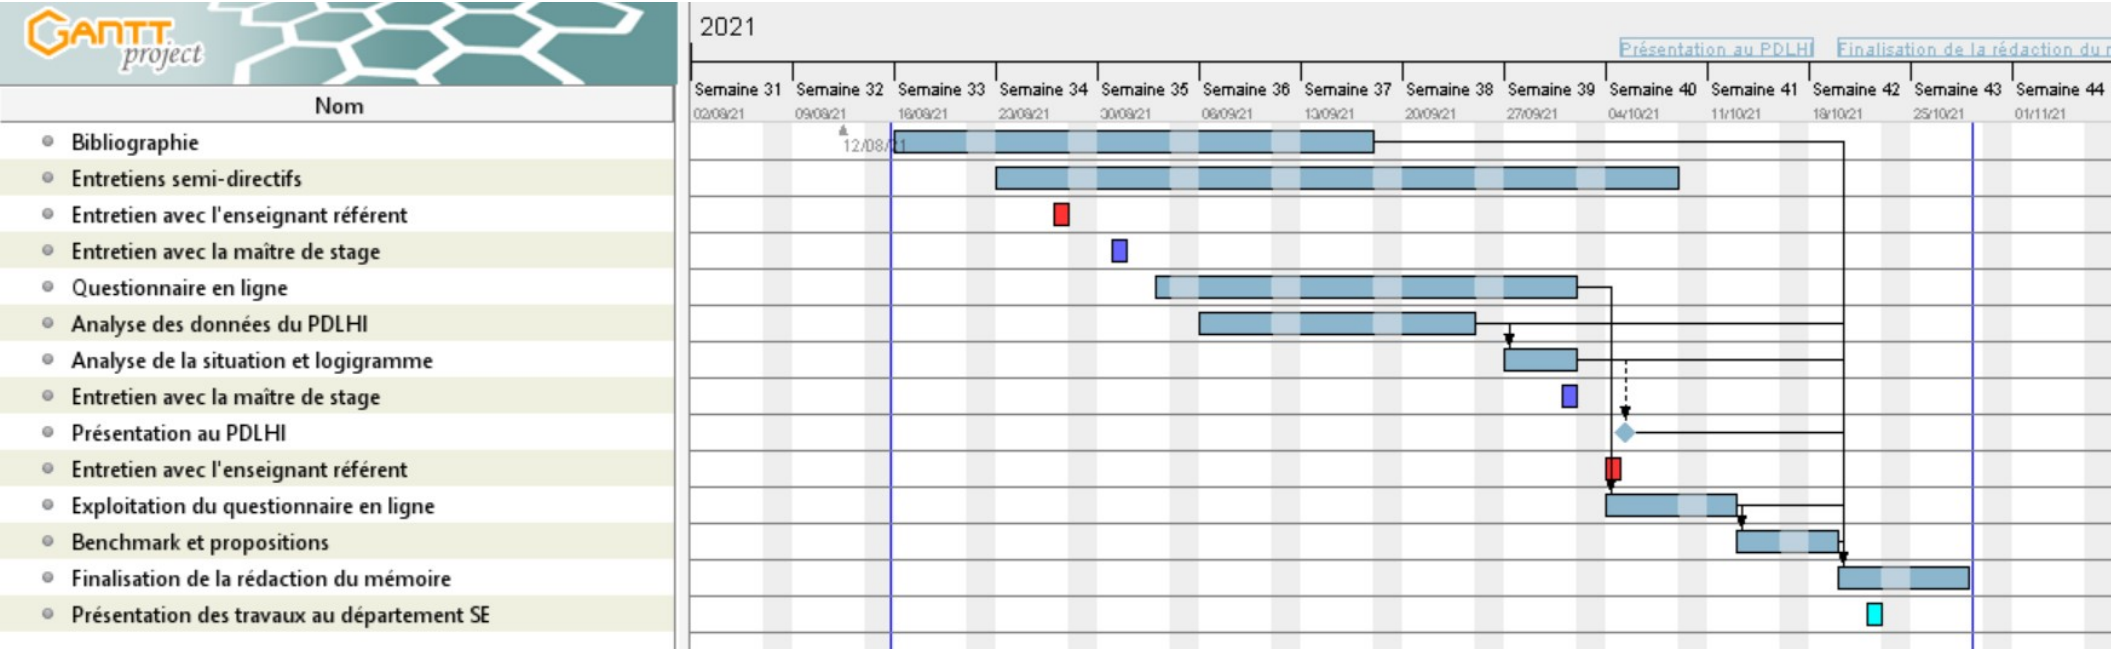 GANTT
project
2021
Présentation au PDLHI
Finalisation de la rédaction du
Semaine 31 Semaine 32 Semaine 33 Semaine 34 Semaine 35 Semaine 36 Semaine 37 Semaine 38 Semaine 39 Semaine 40 Semaine 41 Semaine 42 Semaine 43 Semaine 44
Nom
02/08/21 09/08/21 16/08/21 23/08/21 30/08/21 06/09/21 13/09/21 20/09/21 27/09/21 04/10/21 11/10/21 18/10/21 25/10/21 01/11/21
Bibliographie
12/08/21
Entretiens semi-directifs
Entretien avec l'enseignant référent
Entretien avec la maître de stage
Questionnaire en ligne
Analyse des données du PDLHI
Analyse de la situation et logigramme
Entretien avec la maître de stage
Présentation au PDLHI
Entretien avec l'enseignant référent
Exploitation du questionnaire en ligne
Benchmark et propositions
Finalisation de la rédaction du mémoire
Présentation des travaux au département SE